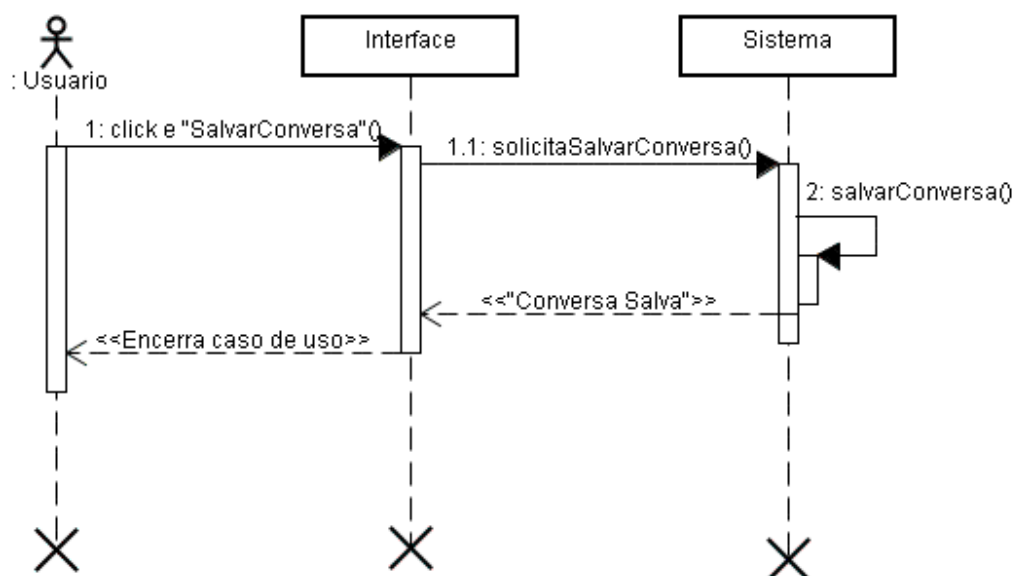 Interface
Sistema
: Usuario
1: click e "SalvarConversa"()
1.1: solicitaSalvarConversa()
2: salvarConversa()
<<"Conversa Salva">>
<<Encerra caso de uso>>